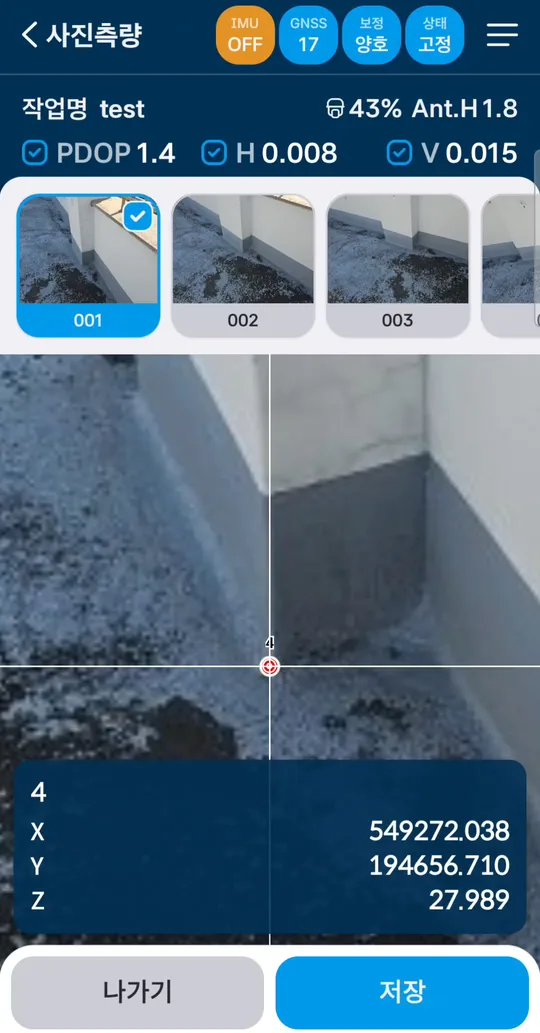 사진측량
IMU OFF
GNSS 17
보정 양호
상태 고정
작업명 test
43% Ant.H 1.8
PDOP 1.4 H 0.008 V 0.015
001 002 003
4
4
X 549272.038
Y 194656.710
Z 27.989
나가기 저장